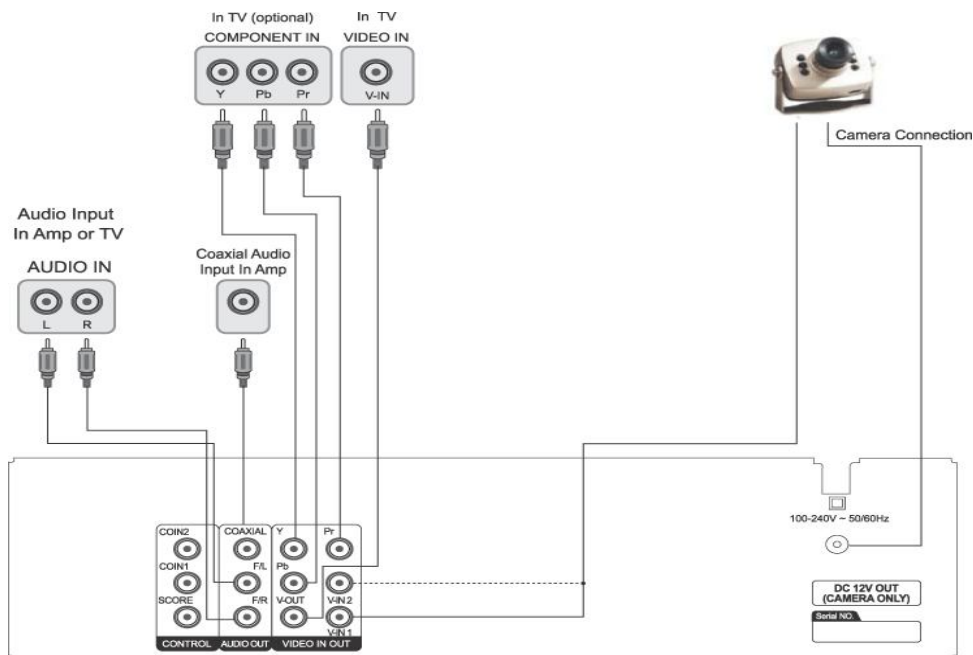 In TV (optional)
COMPONENT IN
Y Pb Pr
In TV
VIDEO IN
V-IN
Camera Connection
Audio Input
In Amp or TV
AUDIO IN
L R
Coaxial Audio
Input In Amp
COIN2
COIN1
SCORE
CONTROL
COAXIAL
F/L
F/R
AUDIO OUT
Y Pr
Pb
V-OUT V-IN 2
V-IN 1
VIDEO IN OUT
100-240V ~ 50/60Hz
DC 12V OUT
(CAMERA ONLY)
Serial NO.